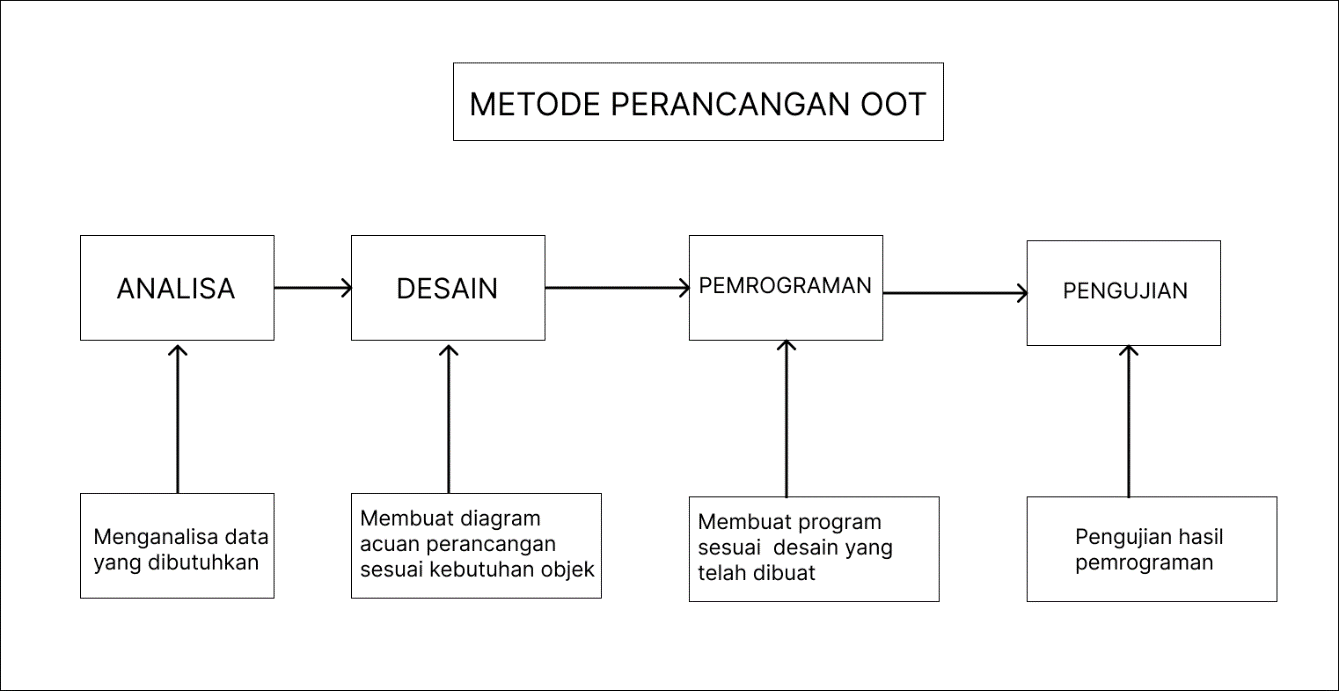 METODE PERANCANGAN OOT
ANALISA
DESAIN
PEMROGRAMAN
PENGUJIAN
Menganalisa data
yang dibutuhkan
Membuat diagram
acuan perancangan
sesuai kebutuhan objek
Membuat program
sesuai  desain yang
telah dibuat
Pengujian hasil
pemrograman